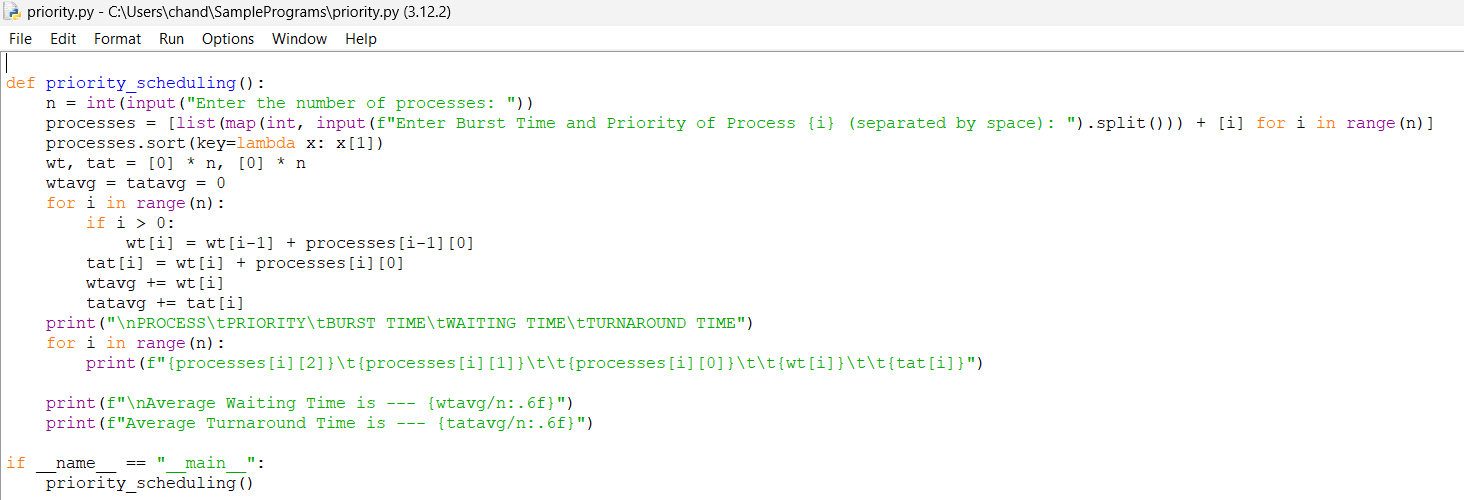 priority.py - C:\Users\chand\SamplePrograms\priority.py (3.12.2)
File Edit Format Run Options Window Help
def priority_scheduling():
    n = int(input("Enter the number of processes: "))
    processes = [list(map(int, input(f"Enter Burst Time and Priority of Process {i} (separated by space): ").split())) + [i] for i in range(n)]
    processes.sort(key=lambda x: x[1])
    wt, tat = [0] * n, [0] * n
    wtavg = tatavg = 0
    for i in range(n):
        if i > 0:
            wt[i] = wt[i-1] + processes[i-1][0]
        tat[i] = wt[i] + processes[i][0]
        wtavg += wt[i]
        tatavg += tat[i]
    print("\nPROCESS\tPRIORITY\tBURST TIME\tWAITING TIME\tTURNAROUND TIME")
    for i in range(n):
        print(f"{processes[i][2]}\t{processes[i][1]}\t\t{processes[i][0]}\t\t{wt[i]}\t\t{tat[i]}")

    print(f"\nAverage Waiting Time is --- {wtavg/n:.6f}")
    print(f"Average Turnaround Time is --- {tatavg/n:.6f}")

if __name__ == "__main__":
    priority_scheduling()